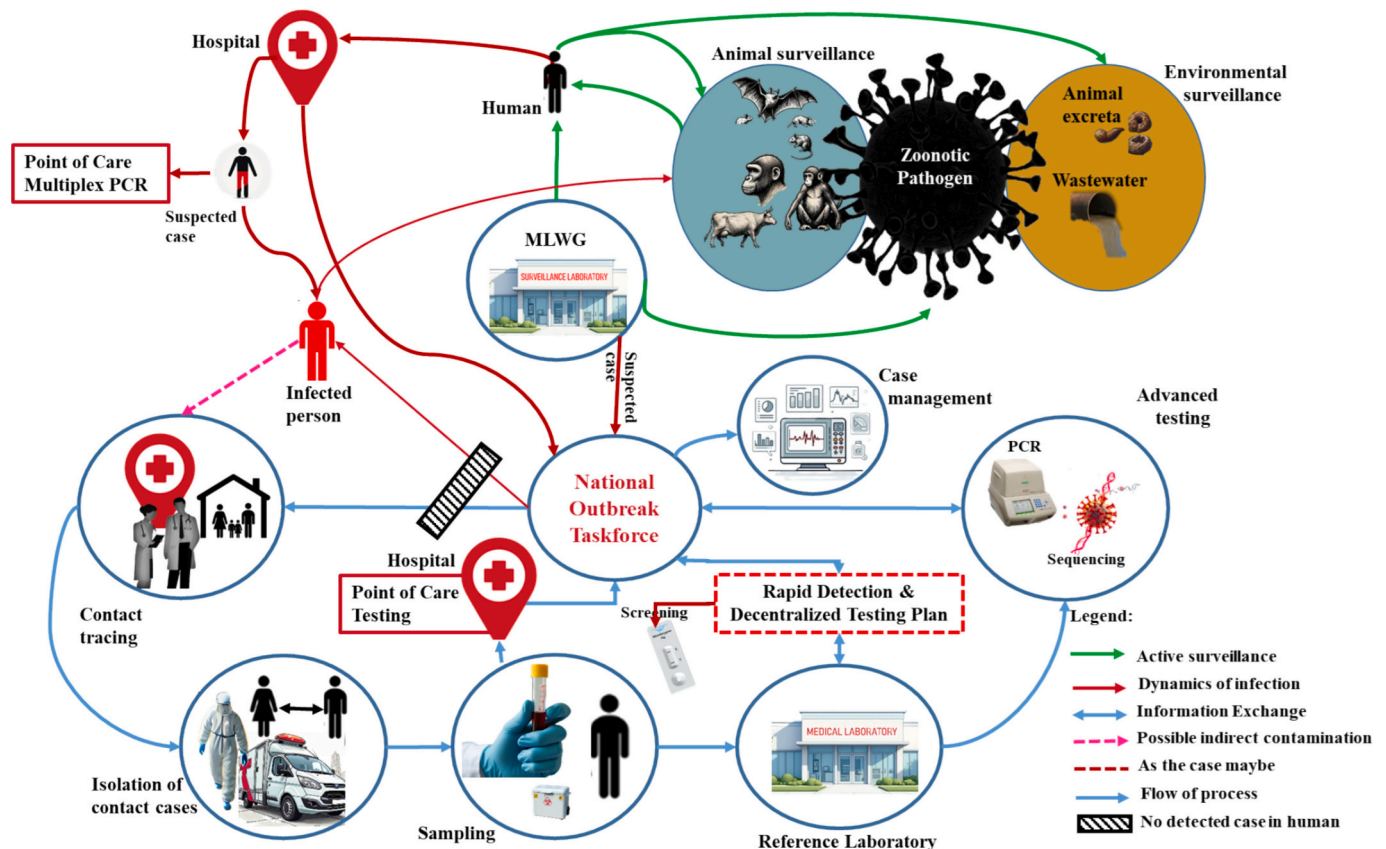 Hospital
Human
Animal surveillance
Environmental
surveillance
Animal
excreta
Zoonotic
Pathogen
Wastewater
Point of Care
Multiplex PCR
Suspected
case
MLWG
SURVEILLANCE LABORATORY
Suspected
case
Infected
person
Case
management
Advanced
testing
PCR
Sequencing
National
Outbreak
Taskforce
Hospital
Point of Care
Testing
Screening
Rapid Detection &
Decentralized Testing Plan
Contact
tracing
Isolation of
contact cases
Sampling
MEDICAL LABORATORY
Reference Laboratory
Legend:
Active surveillance
Dynamics of infection
Information Exchange
Possible indirect contamination
As the case maybe
Flow of process
No detected case in human